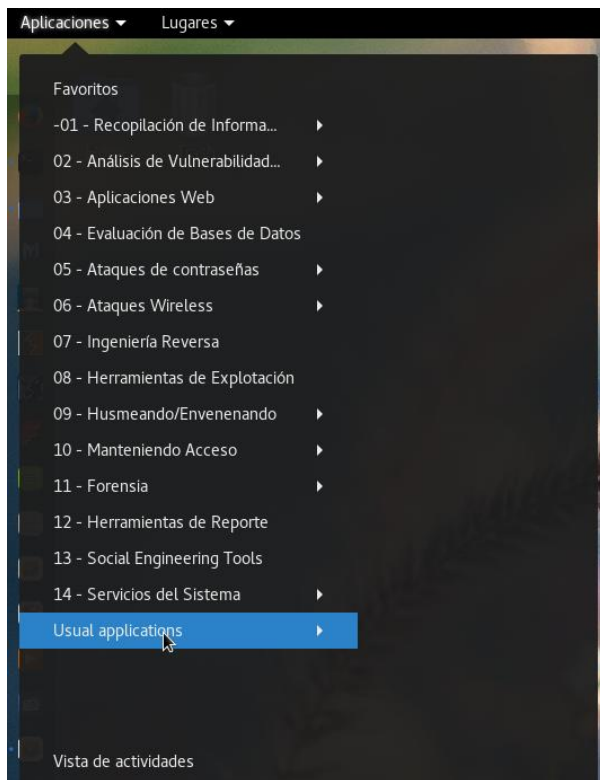 Aplicaciones Lugares
Favoritos
-01 - Recopilación de Informa...
02 - Análisis de Vulnerabilidad...
03 - Aplicaciones Web
04 - Evaluación de Bases de Datos
05 - Ataques de contraseñas
06 - Ataques Wireless
07 - Ingeniería Reversa
08 - Herramientas de Explotación
09 - Husmeando/Envenenando
10 - Manteniendo Acceso
11 - Forensia
12 - Herramientas de Reporte
13 - Social Engineering Tools
14 - Servicios del Sistema
Usual applications
Vista de actividades